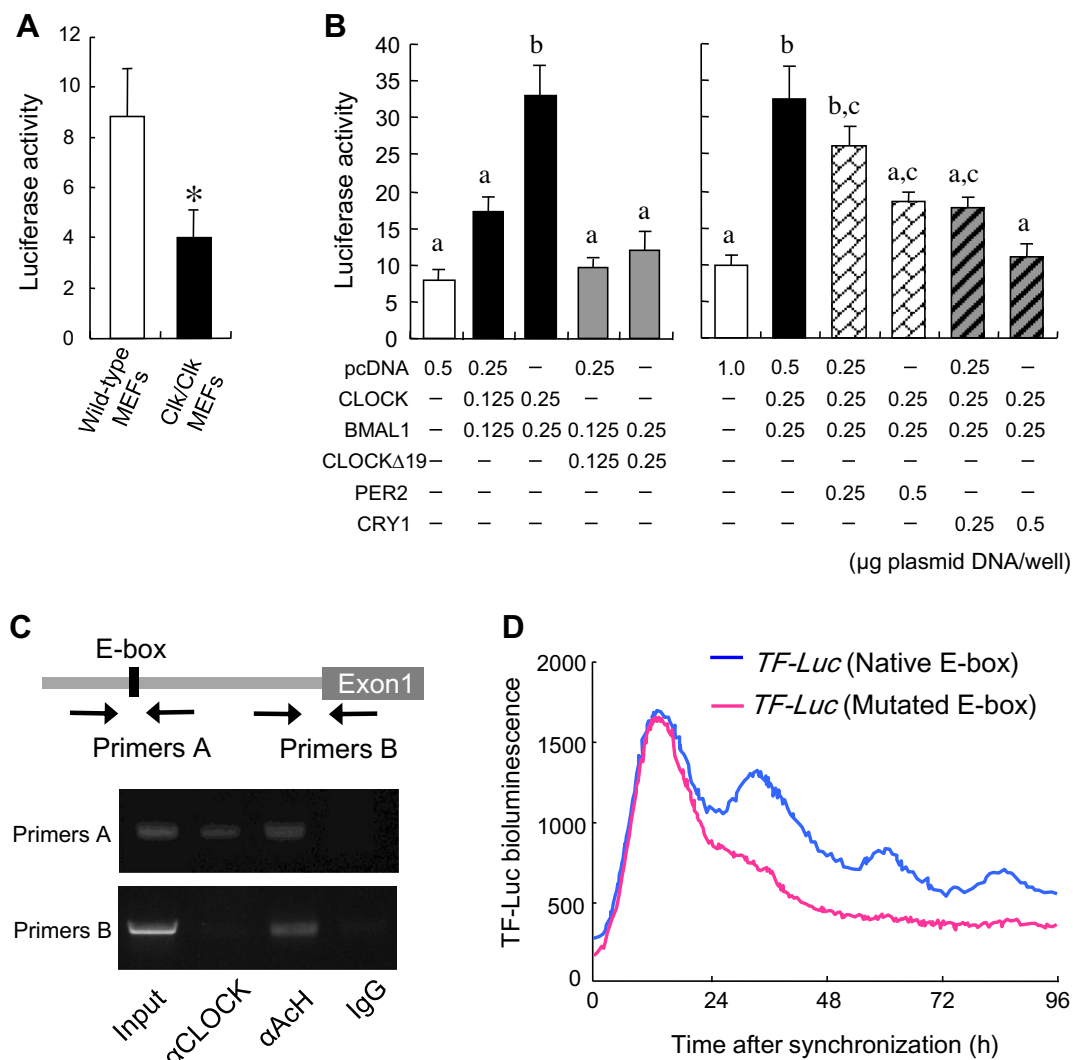 A
Luciferase activity
12
10
8
6
4
2
0
*
Wild-type MEFs
Clk/Clk MEFs
B
Luciferase activity
40
35
30
25
20
15
10
5
0
a
a
b
a
a
a
b
b,c
a,c
a,c
a
pcDNA 0.5 0.25 – 0.25 – 1.0 0.5 0.25 – 0.25 –
CLOCK – 0.125 0.25 – – – 0.25 0.25 0.25 0.25 0.25
BMAL1 – 0.125 0.25 0.125 0.25 – 0.25 0.25 0.25 0.25 0.25
CLOCKΔ19 – – – 0.125 0.25 – – – – – –
PER2 – – – – – – – 0.25 0.5 – –
CRY1 – – – – – – – – – 0.25 0.5
(µg plasmid DNA/well)
C
E-box
Exon1
Primers A
Primers B
Primers A
Primers B
Input
αCLOCK
αAcH
IgG
D
TF-Luc (Native E-box)
TF-Luc (Mutated E-box)
TF-Luc bioluminescence
2000
1500
1000
500
0
0 24 48 72 96
Time after synchronization (h)